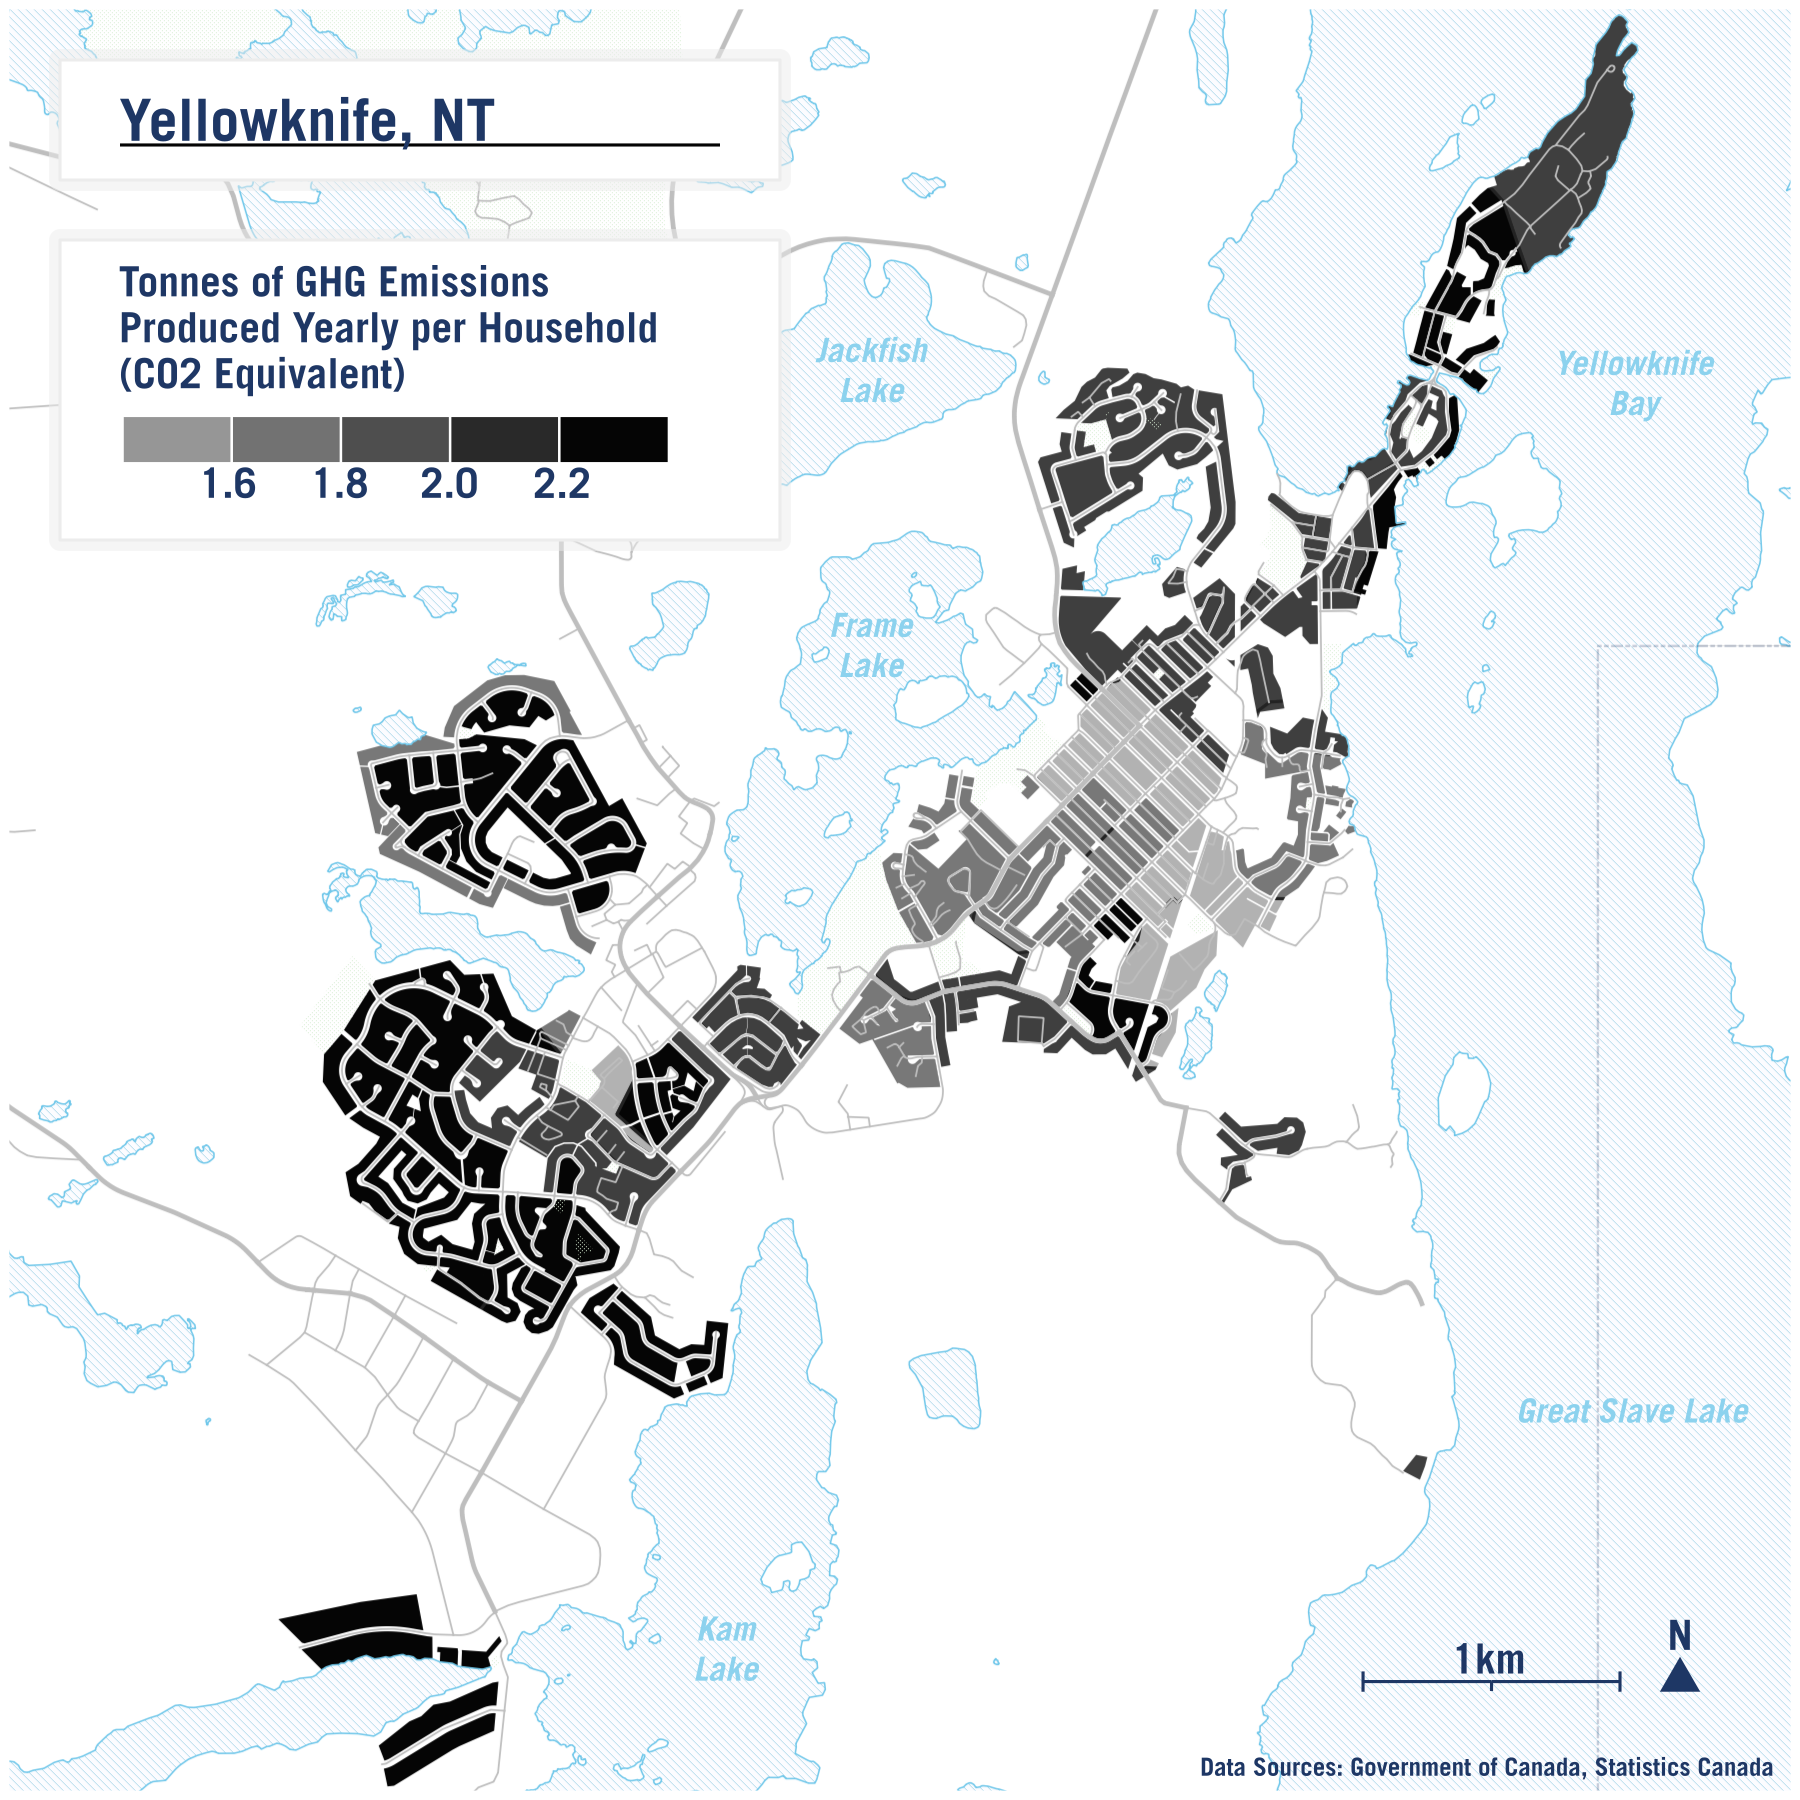 Yellowknife, NT
Tonnes of GHG Emissions
Produced Yearly per Household
(CO2 Equivalent)
1.6 1.8 2.0 2.2
Jackfish
Lake
Yellowknife
Bay
Frame
Lake
Great Slave Lake
Kam
Lake
1km
N
Data Sources: Government of Canada, Statistics Canada